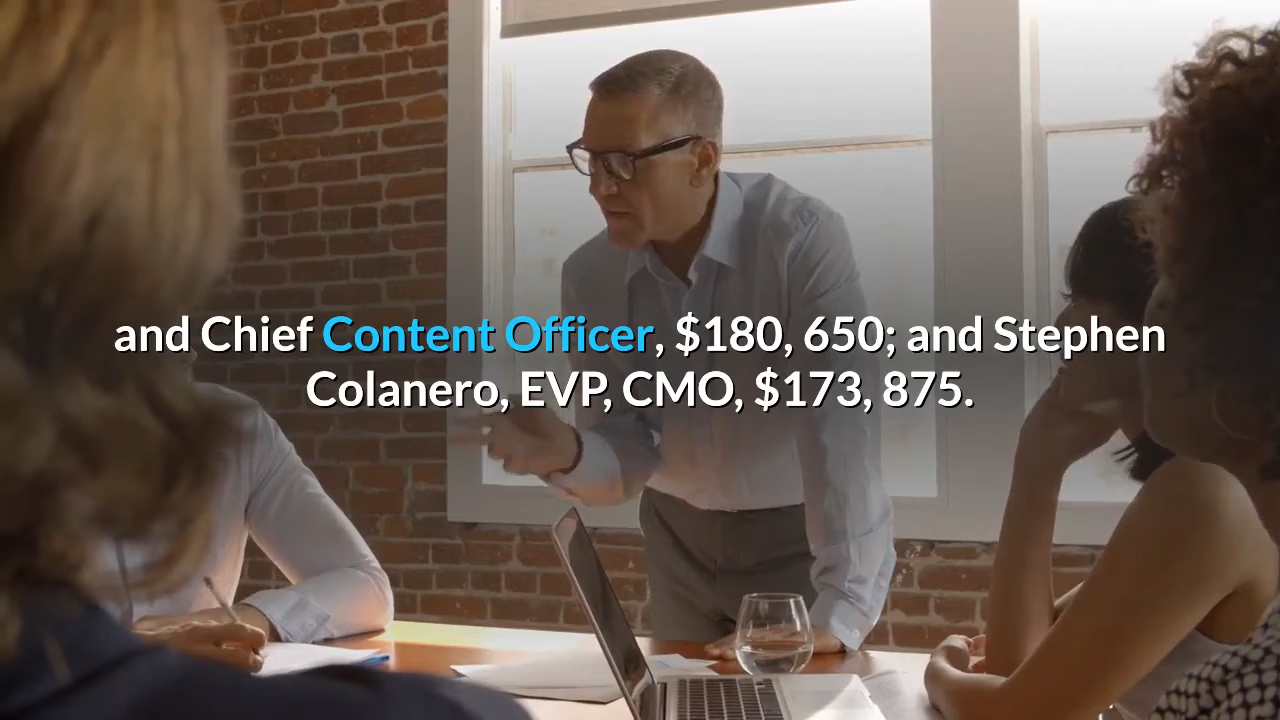 and Chief Content Officer, $180, 650; and Stephen
Colanero, EVP, CMO, $173, 875.